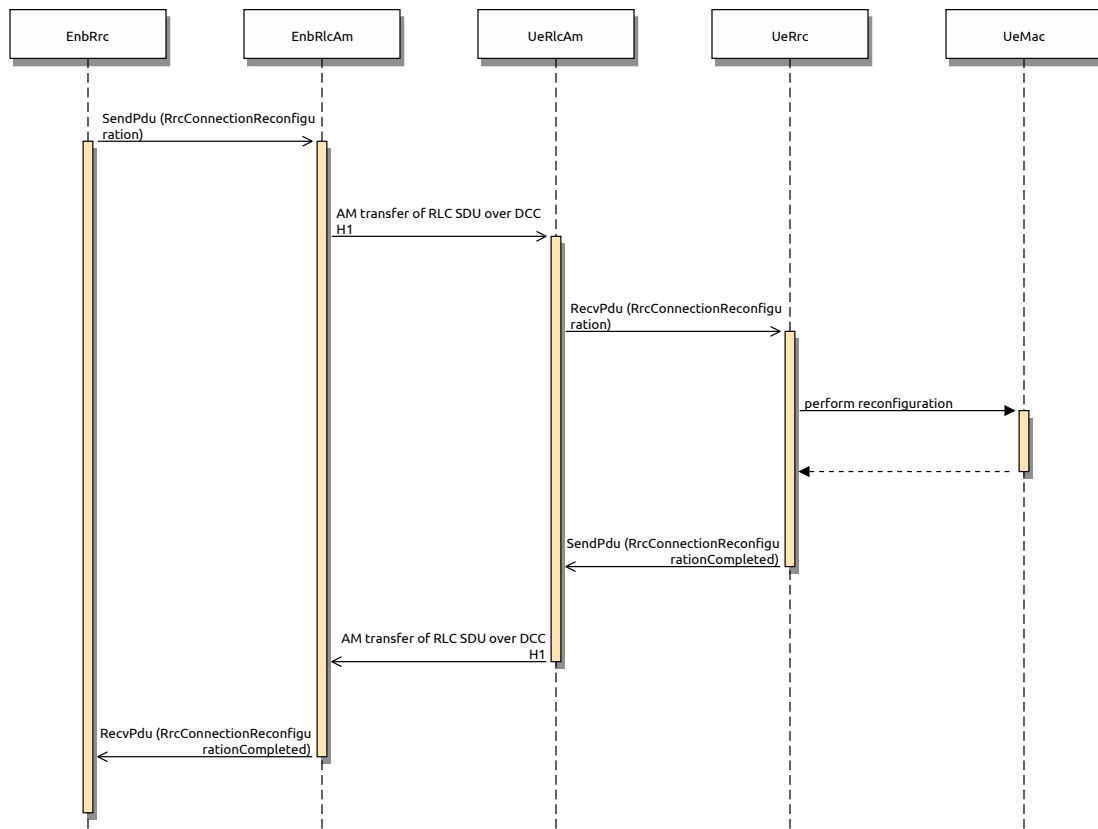 EnbRrc
EnbRlcAm
UeRlcAm
UeRrc
UeMac
SendPdu (RrcConnectionReconfigu
ration)
AM transfer of RLC SDU over DCC
H1
RecvPdu (RrcConnectionReconfigu
ration)
perform reconfiguration
SendPdu (RrcConnectionReconfigu
rationCompleted)
AM transfer of RLC SDU over DCC
H1
RecvPdu (RrcConnectionReconfigu
rationCompleted)